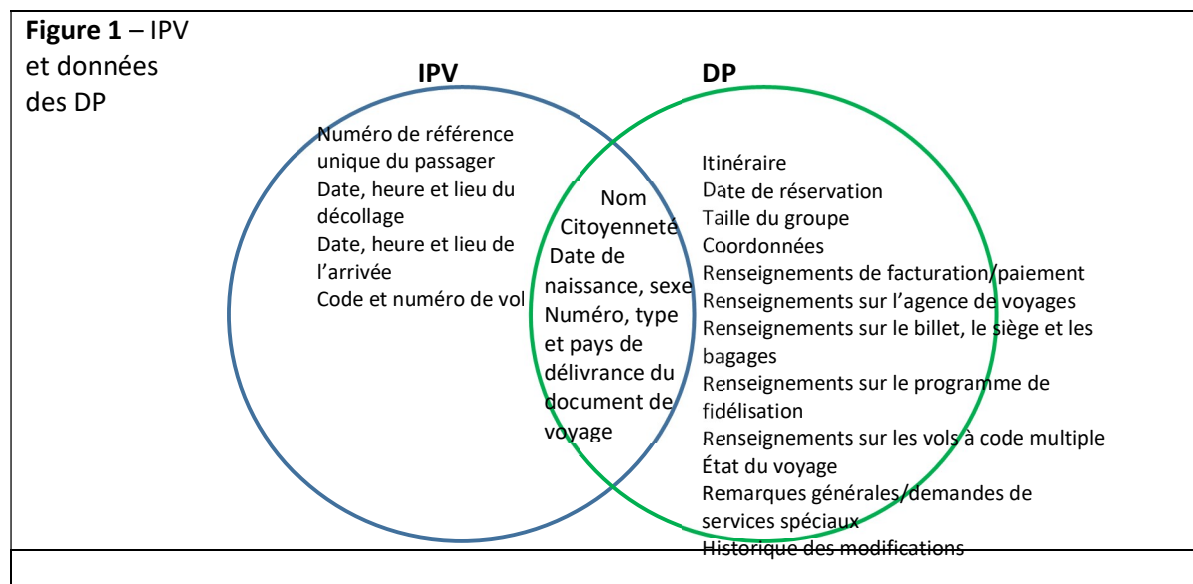 Figure 1 – IPV
et données
des DP
IPV
Numéro de référence
unique du passager
Date, heure et lieu du
décollage
Date, heure et lieu de
l’arrivée
Code et numéro de vol
Nom
Citoyenneté
Date de
naissance, sexe
Numéro, type
et pays de
délivrance du
document de
voyage
DP
Itinéraire
Date de réservation
Taille du groupe
Coordonnées
Renseignements de facturation/paiement
Renseignements sur l’agence de voyages
Renseignements sur le billet, le siège et les
bagages
Renseignements sur le programme de
fidélisation
Renseignements sur les vols à code multiple
État du voyage
Remarques générales/demandes de
services spéciaux
Historique des modifications